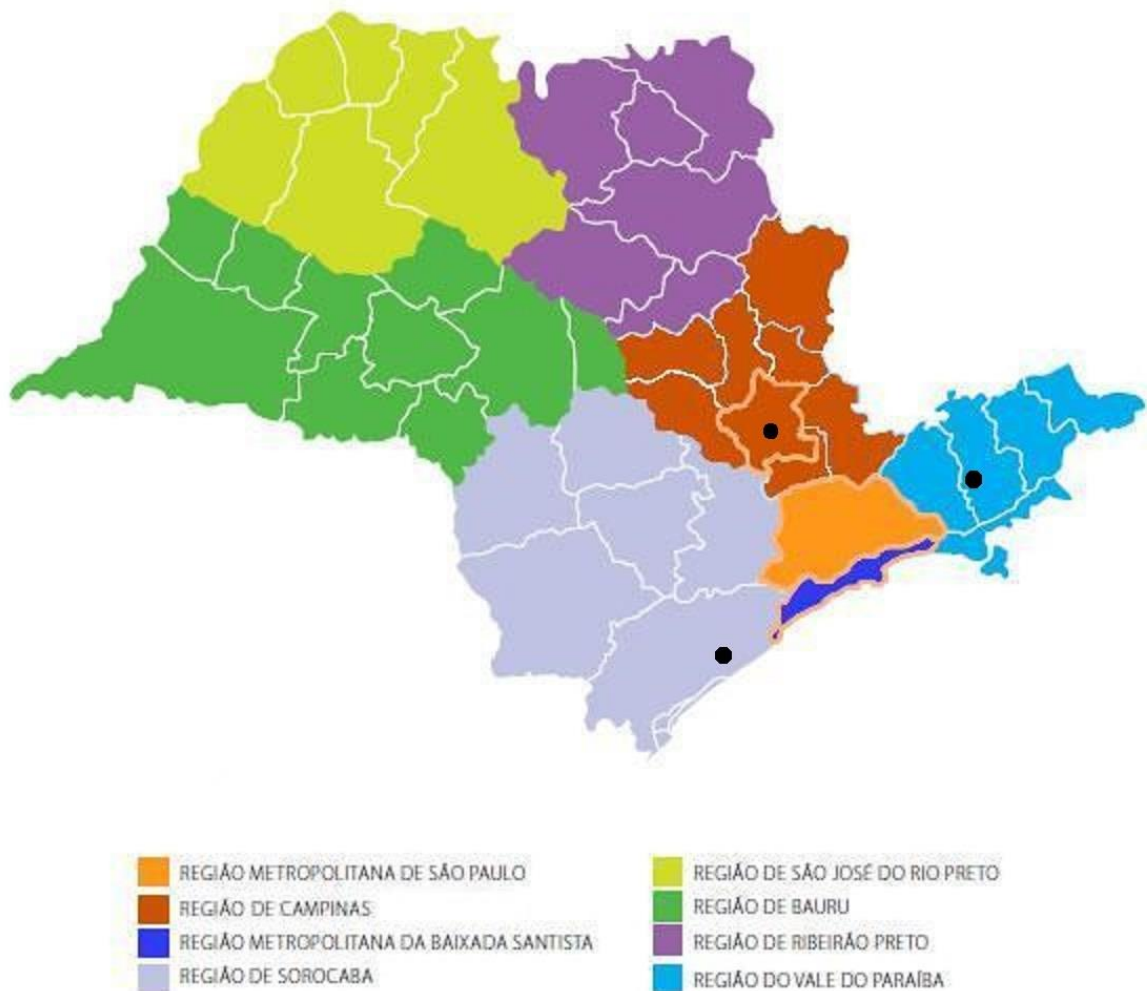 REGIÃO METROPOLITANA DE SÃO PAULO
REGIÃO DE CAMPINAS
REGIÃO METROPOLITANA DA BAIXADA SANTISTA
REGIÃO DE SOROCABA
REGIÃO DE SÃO JOSÉ DO RIO PRETO
REGIÃO DE BAURU
REGIÃO DE RIBEIRÃO PRETO
REGIÃO DO VALE DO PARAÍBA